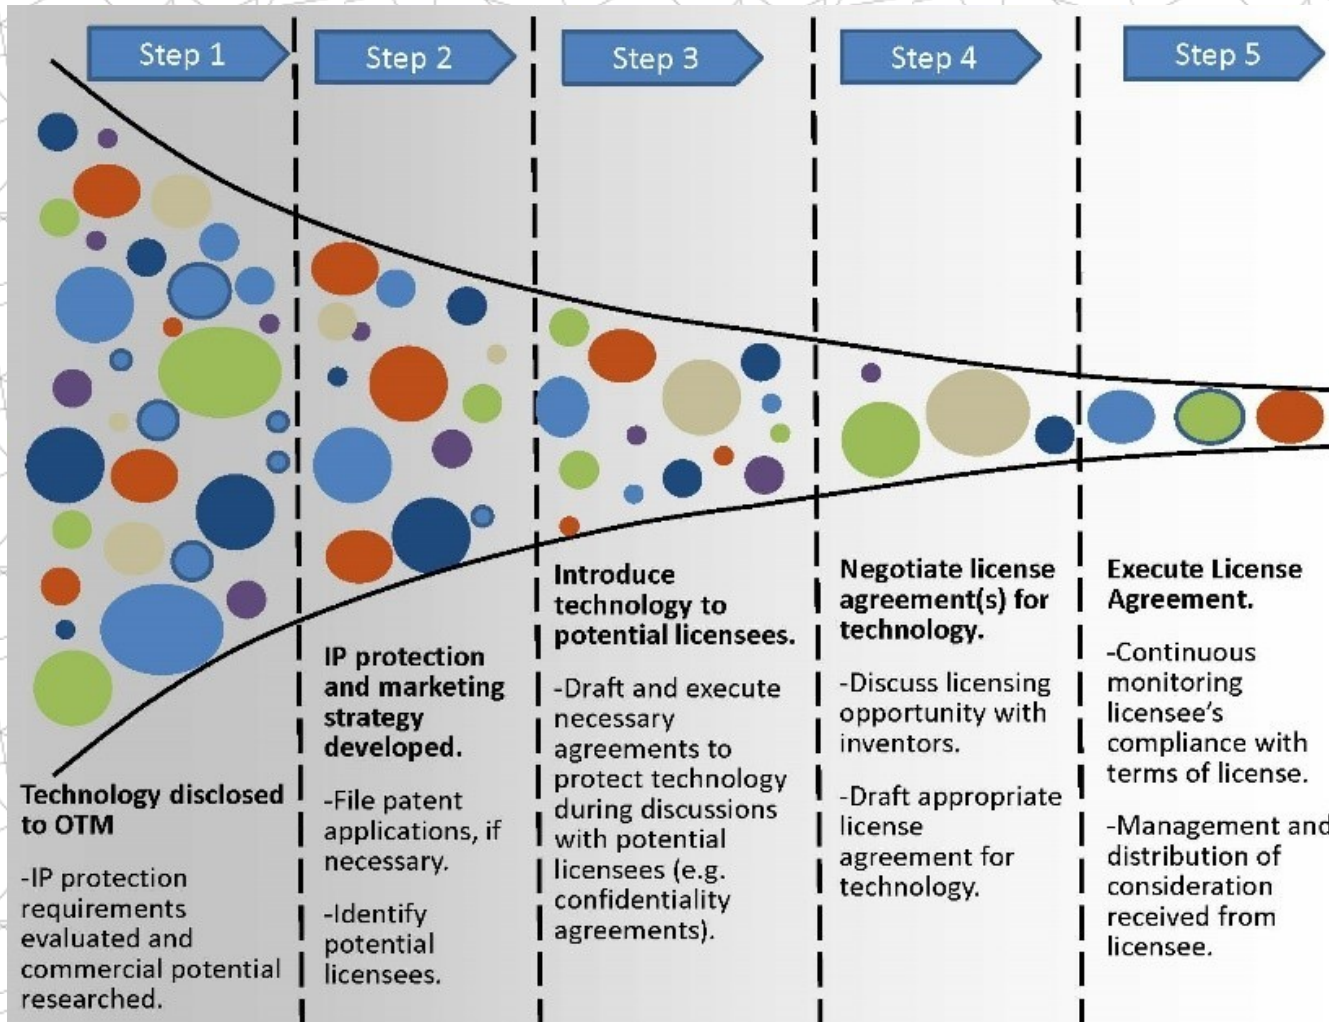 Step 1
Step 2
Step 3
Step 4
Step 5
Technology disclosed
to OTM
-IP protection
requirements
evaluated and
commercial potential
researched.
IP protection
and marketing
strategy
developed.
-File patent
applications, if
necessary.
-Identify
potential
licensees.
Introduce
technology to
potential licensees.
-Draft and execute
necessary
agreements to
protect technology
during discussions
with potential
licensees (e.g.
confidentiality
agreements).
Negotiate license
agreement(s) for
technology.
-Discuss licensing
opportunity with
inventors.
-Draft appropriate
license
agreement for
technology.
Execute License
Agreement.
-Continuous
monitoring
licensee's
compliance with
terms of license.
-Management and
distribution of
consideration
received from
licensee.